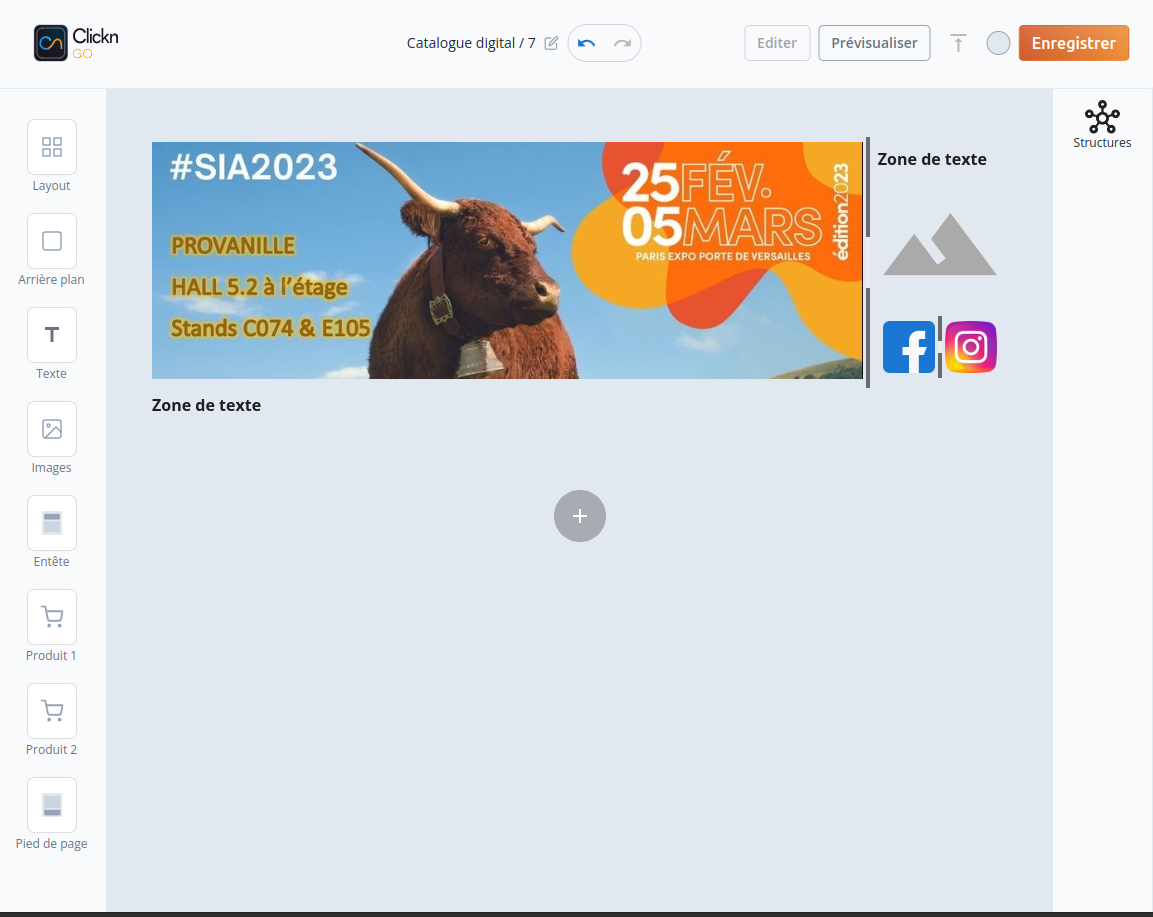 Clickn
GO
Catalogue digital / 7
Editer
Prévisualiser
Enregistrer
Layout
Arrière plan
T
Texte
Images
Entête
Produit 1
Produit 2
Pied de page
#SIA2023
PROVANILLE
HALL 5.2 à l'étage
Stands C074 & E105
25FÉV.
05MARS
PARIS EXPO PORTE DE VERSAILLES
édition2023
Zone de texte
Zone de texte
Structures